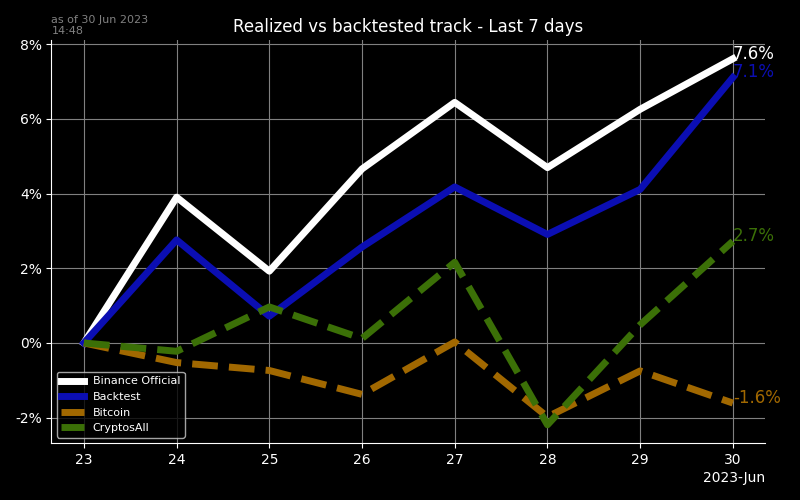 as of 30 Jun 2023
14:48
Realized vs backtested track - Last 7 days
8%
6%
4%
2%
0%
-2%
7.6%
7.1%
2.7%
-1.6%
Binance Official
Backtest
Bitcoin
CryptosAll
23 24 25 26 27 28 29 30
2023-Jun